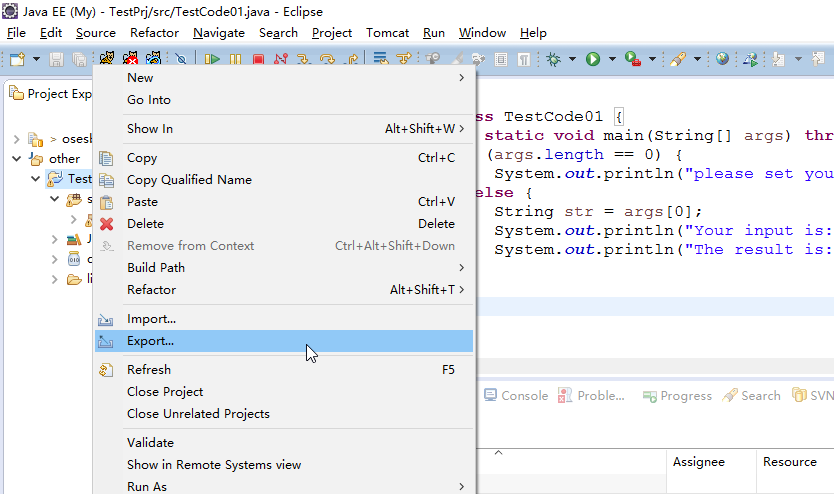 Java EE (My) - TestPrj/src/TestCode01.java - Eclipse
File Edit Source Refactor Navigate Search Project Tomcat Run Window Help
Project Exp
> oses
other
Test
New
Go Into
Show In Alt+Shift+W
Copy Ctrl+C
Copy Qualified Name
Paste Ctrl+V
Delete Delete
Remove from Context Ctrl+Alt+Shift+Down
Build Path
Refactor Alt+Shift+T
Import...
Export...
Refresh F5
Close Project
Close Unrelated Projects
Validate
Show in Remote Systems view
Run As
ss TestCode01 {
static void main(String[] args) thr
(args.length == 0) {
System.out.println("please set you
else {
String str = args[0];
System.out.println("Your input is:
System.out.println("The result is:
Console Proble... Progress Search SVN
Assignee Resource